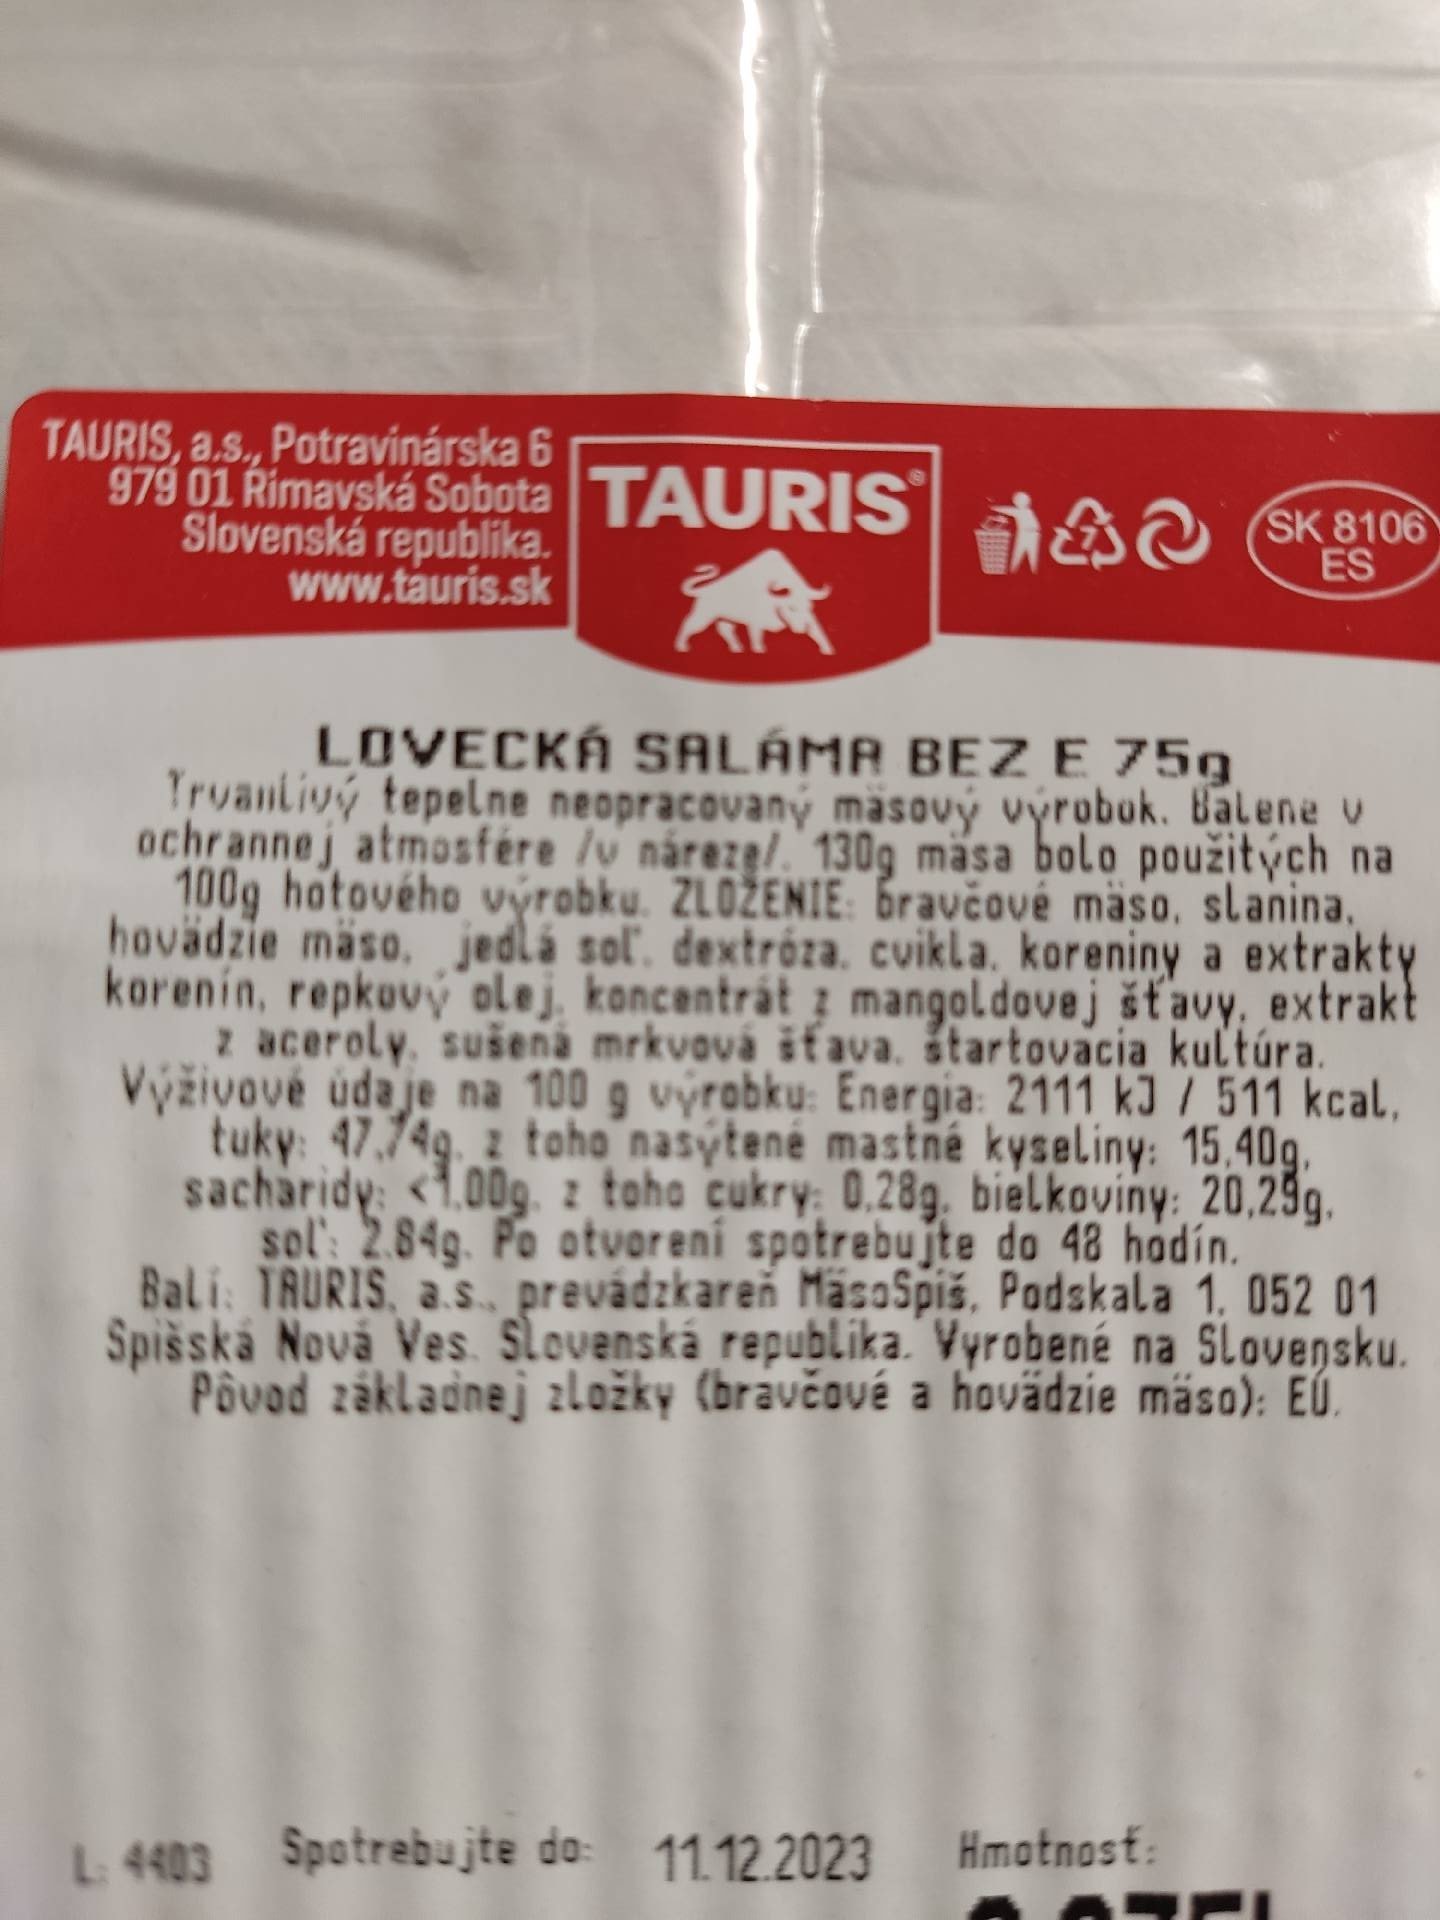 TAURIS, a.s., Potravinárska 6
979 01 Rimavská Sobota
Slovenská republika.
www.tauris.sk
TAURIS®
7
SK 8106
ES
LOVECKÁ SALÁMA BEZ E 75g
Trvanlivý tepelne neopracovaný mäsový výrobok. Balené v
ochrannej atmosfére /v náreze/. 130g mäsa bolo použitých na
100g hotového výrobku. ZLOŽENIE: bravčové mäso, slanina,
hovädzie mäso, jedlá soľ, dextróza, cvikla, koreniny a extrakty
korenín, repkový olej, koncentrát z mangoldovej šťavy, extrakt
z aceroly, sušená mrkvová šťava, štartovacia kultúra.
Výživové údaje na 100 g výrobku: Energia: 2111 kJ / 511 kcal,
tuky: 47,74g, z toho nasýtené mastné kyseliny: 15,40g,
sacharidy: <1,00g, z toho cukry: 0,28g, bielkoviny: 20,29g,
soľ: 2,84g. Po otvorení spotrebujte do 48 hodín.
Balí: TAURIS, a.s., prevádzkareň MäsoSpiš, Podskala 1, 052 01
Spišská Nová Ves. Slovenská republika. Vyrobené na Slovensku.
Pôvod základnej zložky (bravčové a hovädzie mäso): EÚ.
L: 4403 Spotrebujte do: 11.12.2023 Hmotnosť: